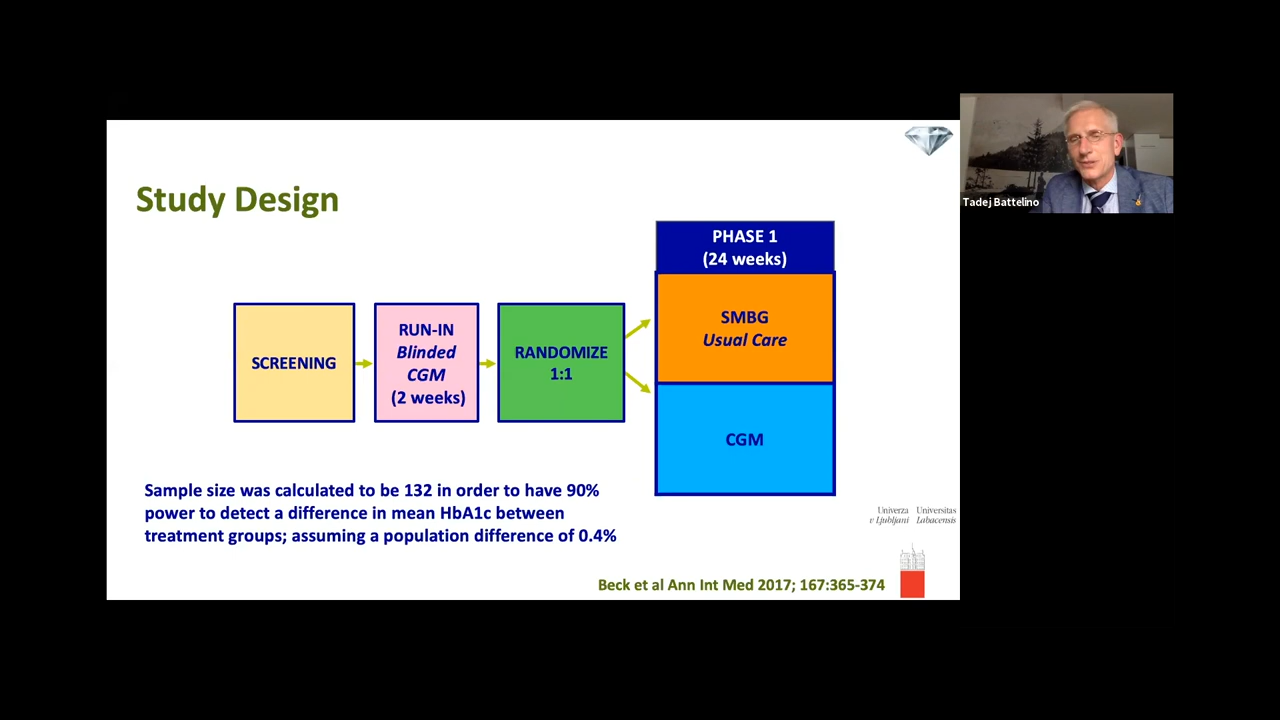 Study Design
PHASE 1
(24 weeks)
SCREENING
RUN-IN
Blinded
CGM
(2 weeks)
RANDOMIZE
1:1
SMBG
Usual Care
CGM
Sample size was calculated to be 132 in order to have 90%
power to detect a difference in mean HbA1c between
treatment groups; assuming a population difference of 0.4%
Univerza Universitas
v Ljubljani Labacensis
Beck et al Ann Int Med 2017; 167:365-374
Tadej Battelino